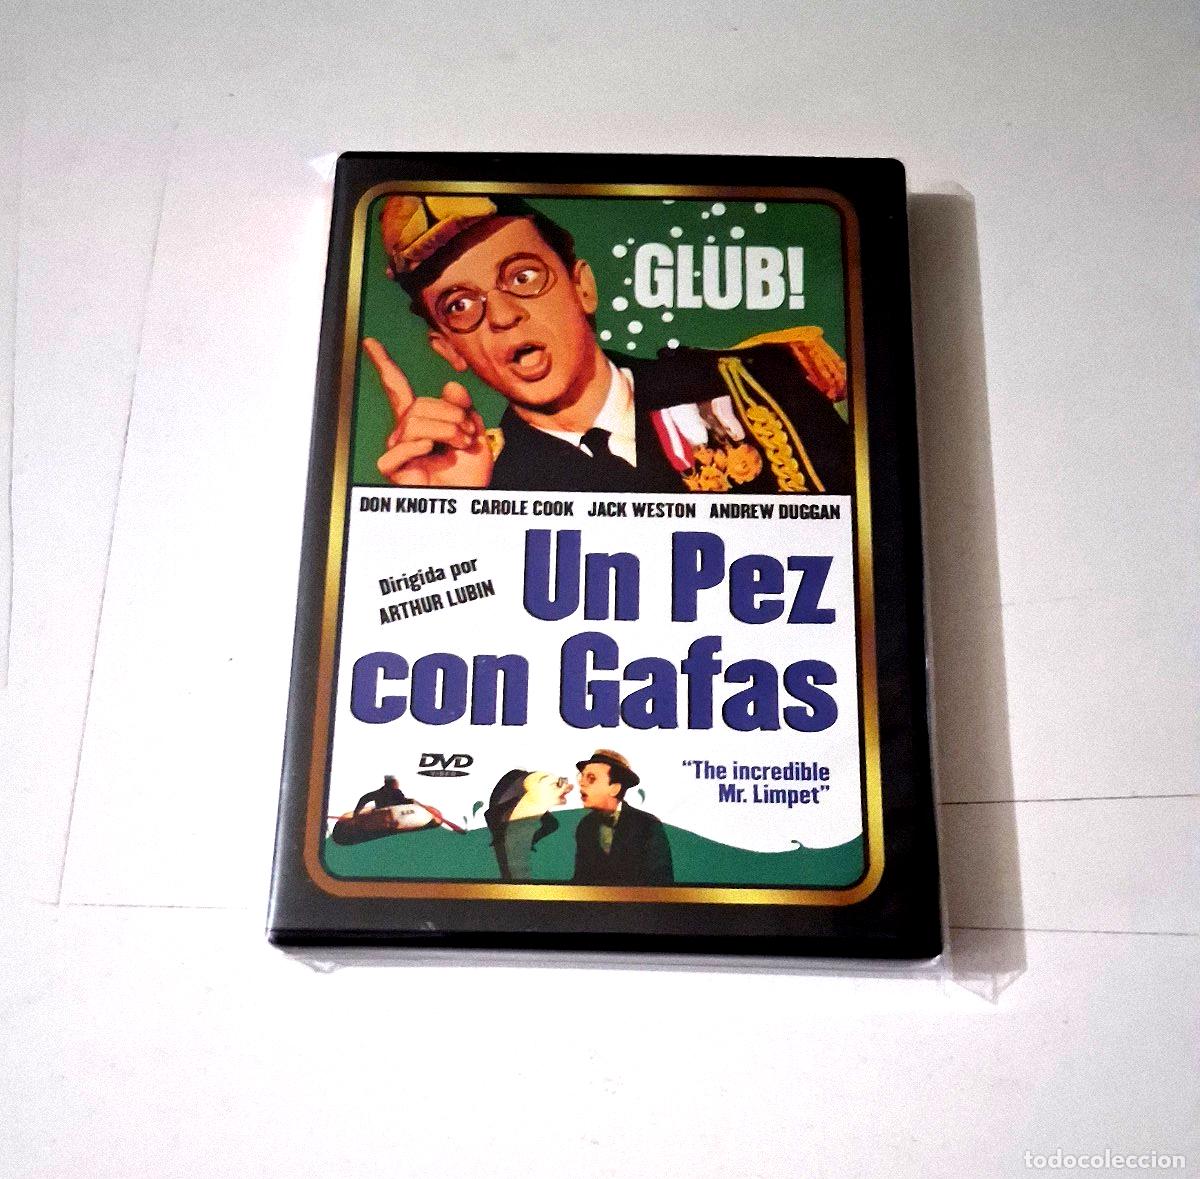 GLUB!
DON KNOTTS CAROLE COOK JACK WESTON ANDREW DUGGAN
Dirigida por
ARTHUR LUBIN
Un Pez
con Gafas
DVD
VIDEO
"The incredible
Mr. Limpet"
todocoleccion